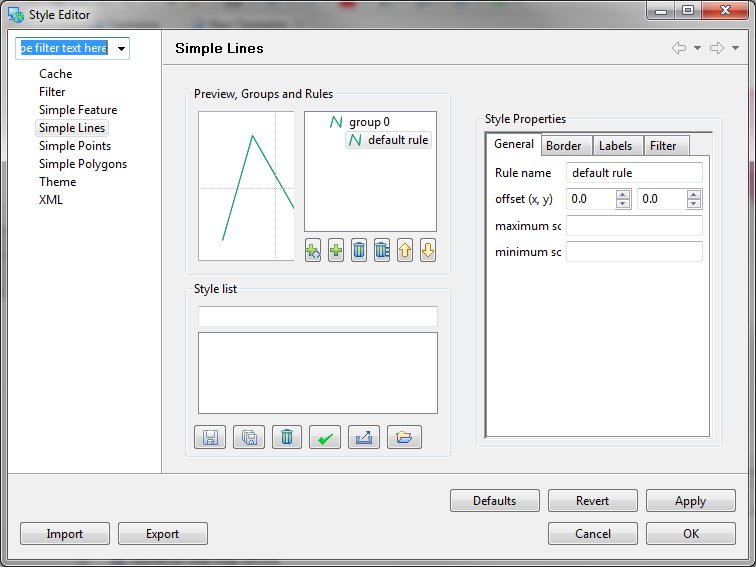 Style Editor
pe filter text here
Cache
Filter
Simple Feature
Simple Lines
Simple Points
Simple Polygons
Theme
XML
Simple Lines
Preview, Groups and Rules
group 0
default rule
Style list
Style Properties
General Border Labels Filter
Rule name default rule
offset (x, y) 0.0 0.0
maximum sc
minimum sc
Defaults Revert Apply
Import Export Cancel OK